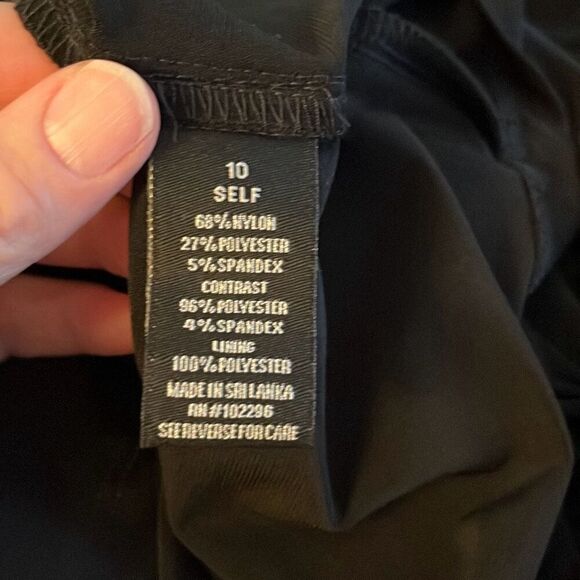 10
SELF
68% NYLON
27% POLYESTER
5% SPANDEX
CONTRAST
96% POLYESTER
4% SPANDEX
LINING
100% POLYESTER
MADE IN SRI LANKA
RN #102296
SEE REVERSE FOR CARE